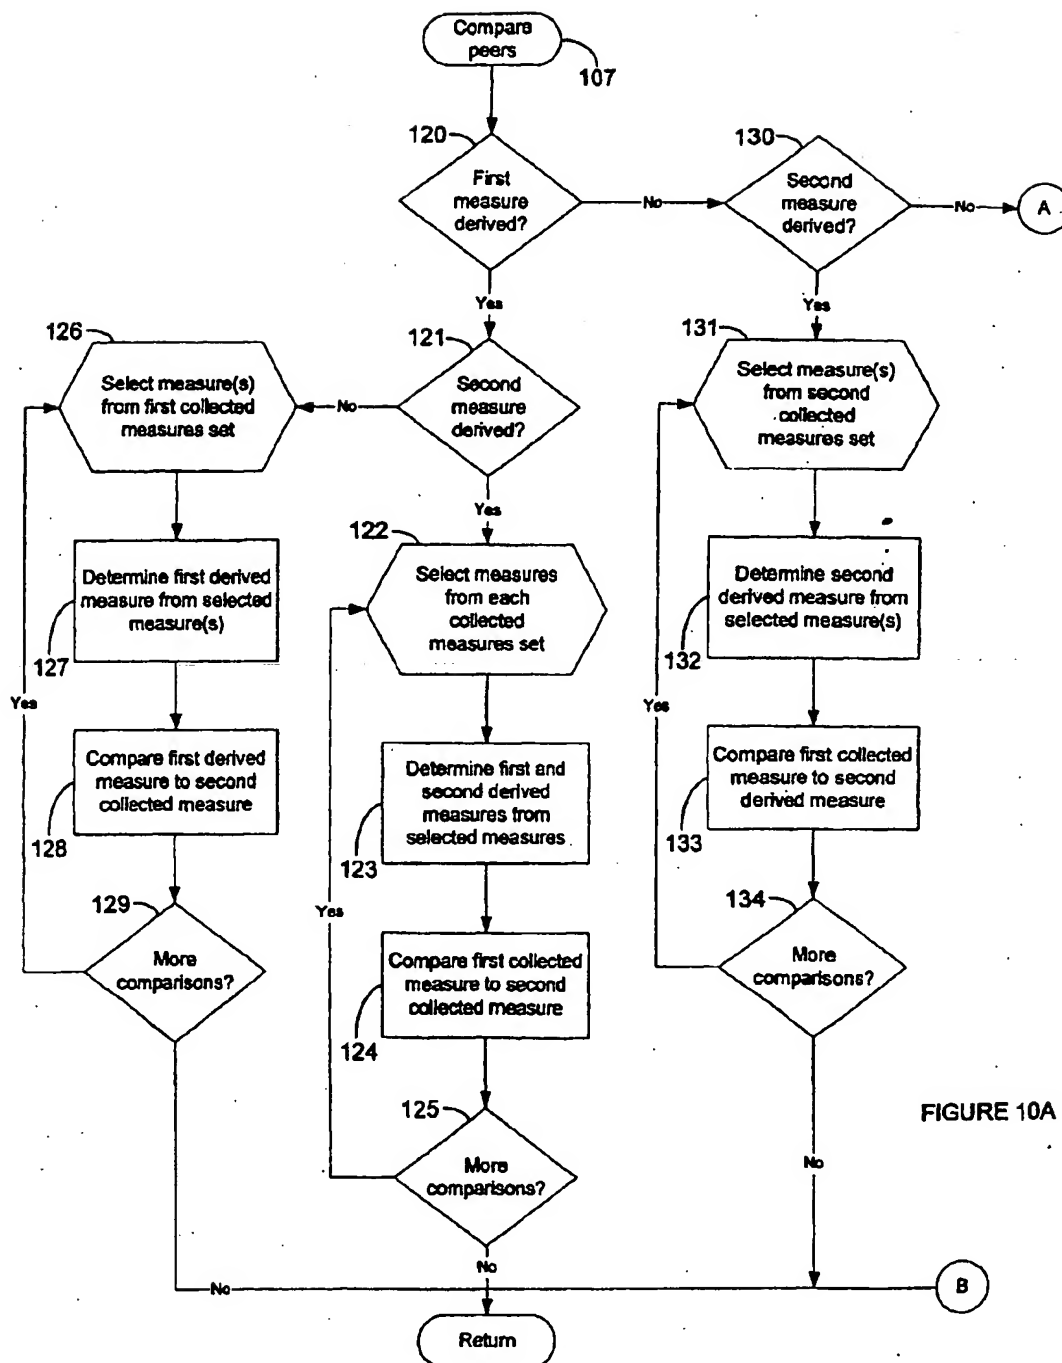 Compare
peers
107
120
First
measure
derived?
No
130
Second
measure
derived?
No
A
Yes
Yes
126
Select measure(s)
from first collected
measures set
No
121
Second
measure
derived?
131
Select measure(s)
from second
collected
measures set
Yes
122
Select measures
from each
collected
measures set
Determine first derived
measure from selected
measure(s)
127
Determine second
derived measure from
selected measure(s)
132
Yes
Yes
Compare first derived
measure to second
collected measure
128
Determine first and
second derived
measures from
selected measures
123
Compare first collected
measure to second
derived measure
133
Yes
129
More
comparisons?
134
More
comparisons?
Compare first collected
measure to second
collected measure
124
125
More
comparisons?
FIGURE 10A
No
No
No
B
Return